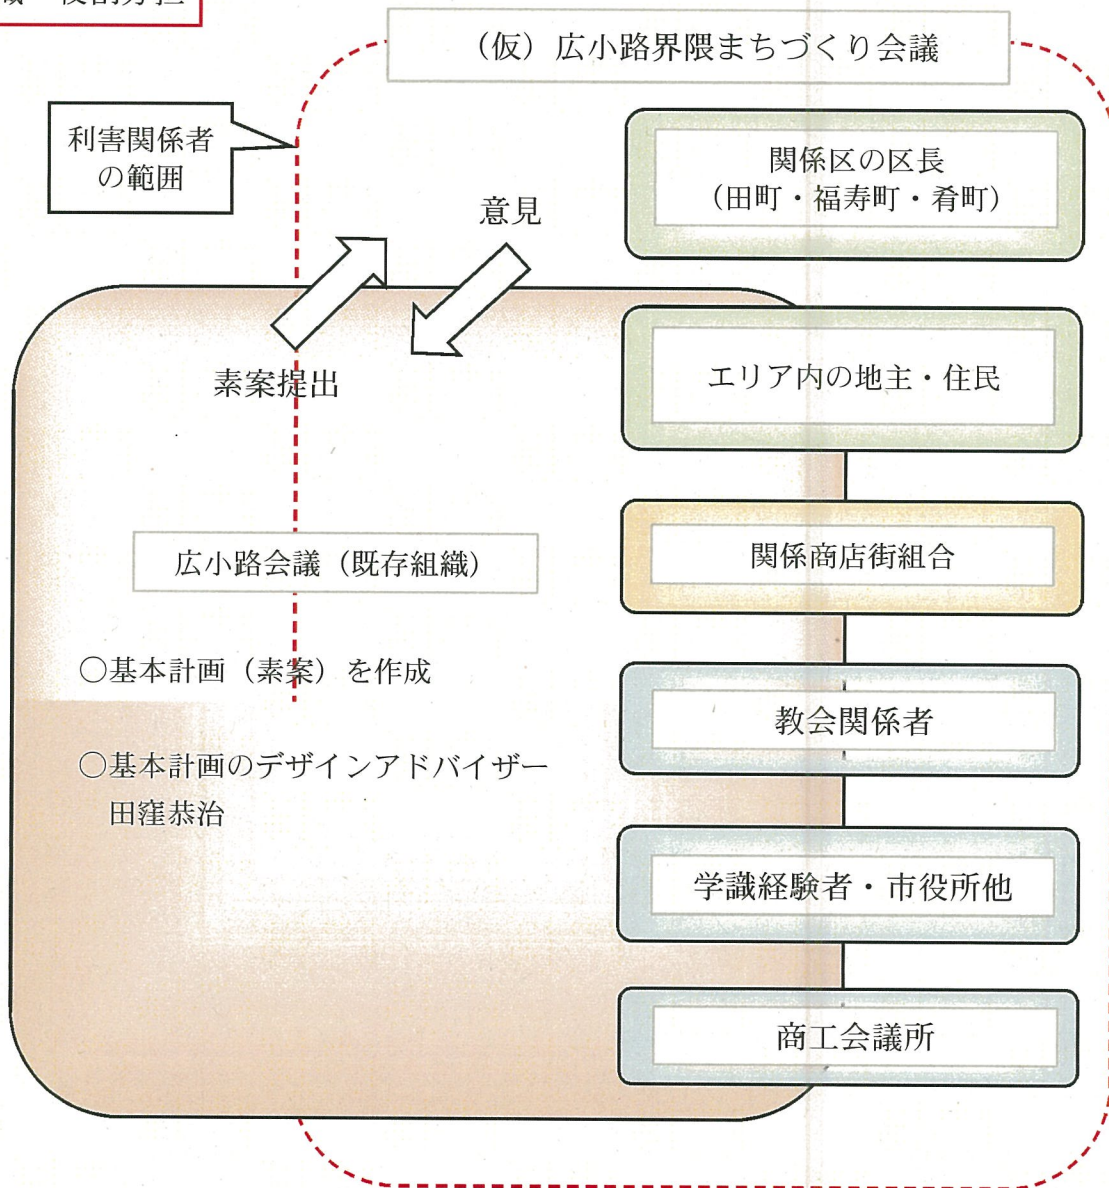 役割分担
（仮）広小路界隈まちづくり会議
利害関係者
の範囲
関係区の区長
（田町・福寿町・肴町）
意見
素案提出
エリア内の地主・住民
広小路会議（既存組織）
関係商店街組合
○基本計画（素案）を作成
教会関係者
○基本計画のデザインアドバイザー
田窪恭治
学識経験者・市役所他
商工会議所